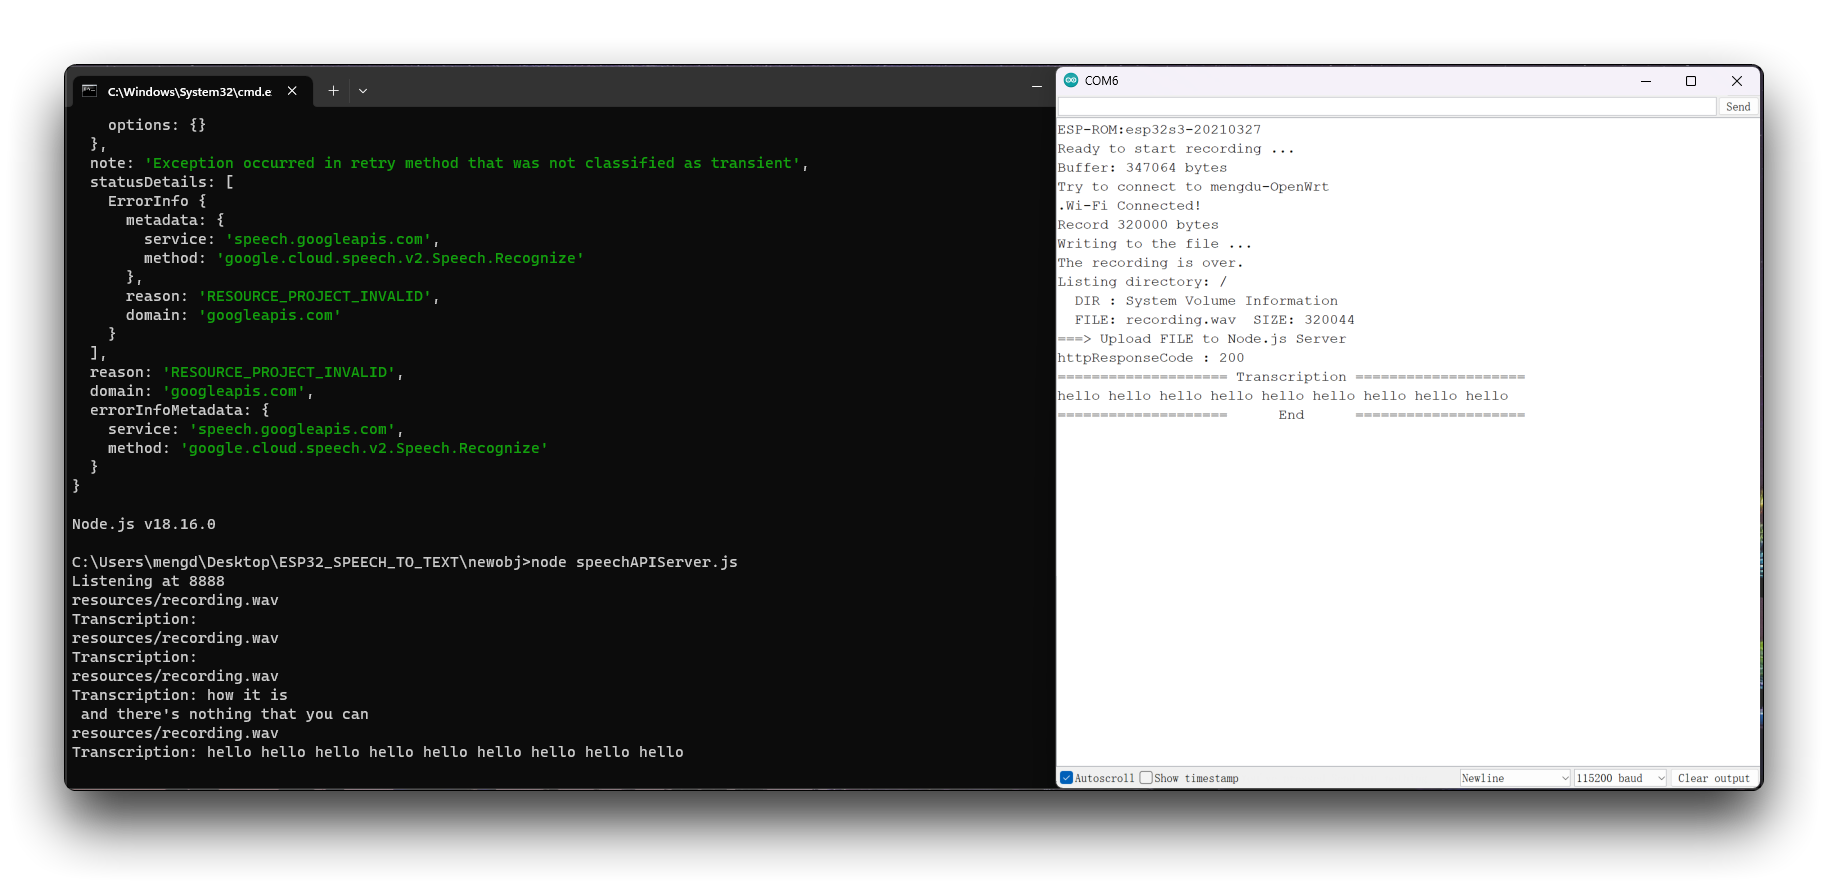 C:\Windows\System32\cmd.e
    options: {}
  },
  note: 'Exception occurred in retry method that was not classified as transient',
  statusDetails: [
    ErrorInfo {
      metadata: {
        service: 'speech.googleapis.com',
        method: 'google.cloud.speech.v2.Speech.Recognize'
      },
      reason: 'RESOURCE_PROJECT_INVALID',
      domain: 'googleapis.com'
    }
  ],
  reason: 'RESOURCE_PROJECT_INVALID',
  domain: 'googleapis.com',
  errorInfoMetadata: {
    service: 'speech.googleapis.com',
    method: 'google.cloud.speech.v2.Speech.Recognize'
  }
}
Node.js v18.16.0
C:\Users\mengd\Desktop\ESP32_SPEECH_TO_TEXT\newobj>node speechAPIServer.js
Listening at 8888
resources/recording.wav
Transcription:
resources/recording.wav
Transcription:
resources/recording.wav
Transcription: how it is
 and there's nothing that you can
resources/recording.wav
Transcription: hello hello hello hello hello hello hello hello hello
COM6
Send
ESP-ROM:esp32s3-20210327
Ready to start recording ...
Buffer: 347064 bytes
Try to connect to mengdu-OpenWrt
.Wi-Fi Connected!
Record 320000 bytes
Writing to the file ...
The recording is over.
Listing directory: /
  DIR : System Volume Information
  FILE: recording.wav  SIZE: 320044
===> Upload FILE to Node.js Server
httpResponseCode : 200
==================== Transcription ====================
hello hello hello hello hello hello hello hello hello
====================      End      ====================
Autoscroll Show timestamp Newline 115200 baud Clear output